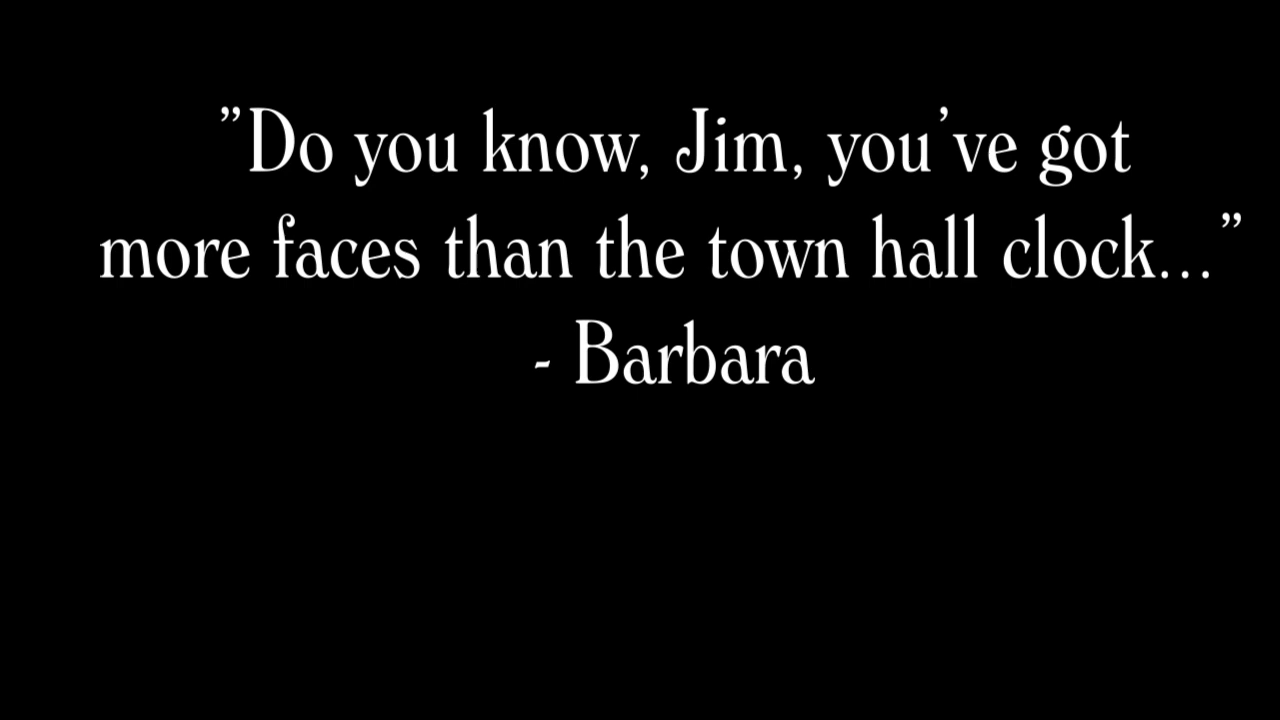 ”Do you know, Jim, you’ve got
more faces than the town hall clock...”
- Barbara